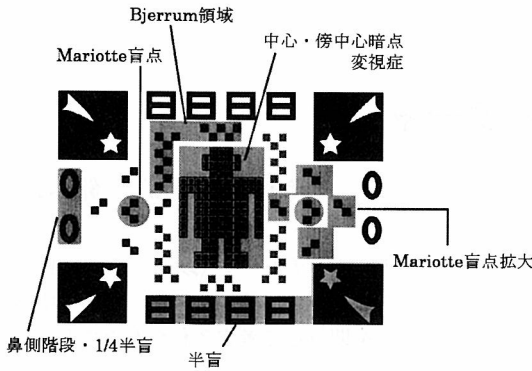 Bjerrum領域
中心・傍中心暗点
変視症
Mariotte盲点
Mariotte盲点拡大
鼻側階段・1/4半盲
半盲